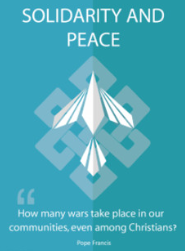 SOLIDARITY AND
PEACE
“
How many wars take place in our
communities, even among Christians?
Pope Francis